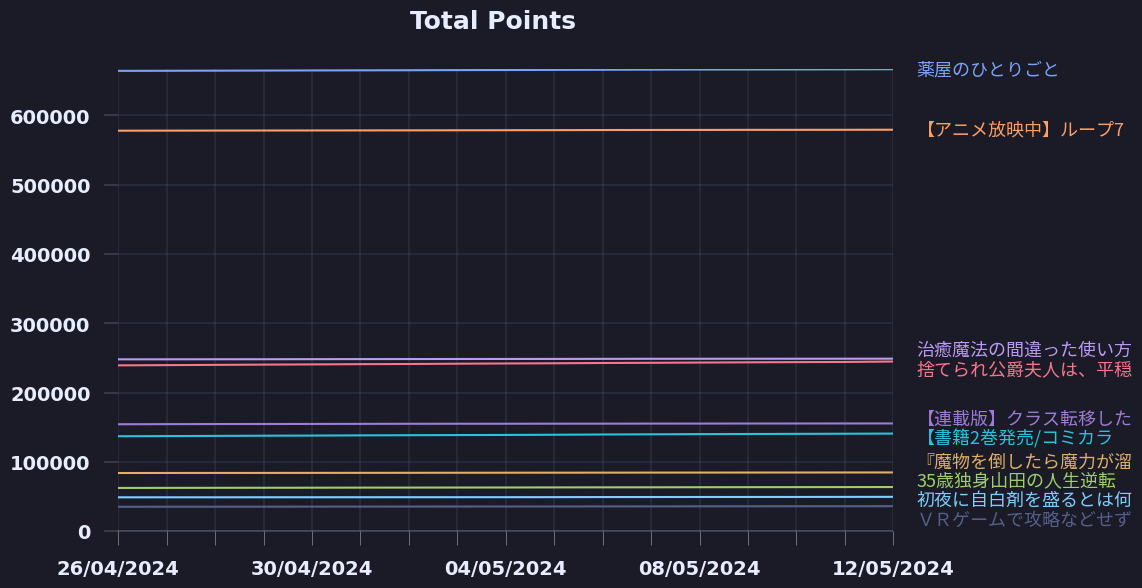 Total Points
薬屋のひとりごと
600000
【アニメ放映中】ループ7
500000
400000
300000
治癒魔法の間違った使い方
捨てられ公爵夫人は、平穏
200000
【連載版】クラス転移した
【書籍2巻発売/コミカラ
100000
『魔物を倒したら魔力が溜
35歳独身山田の人生逆転
初夜に自白剤を盛るとは何
ＶＲゲームで攻略などせず
0
26/04/2024 30/04/2024 04/05/2024 08/05/2024 12/05/2024